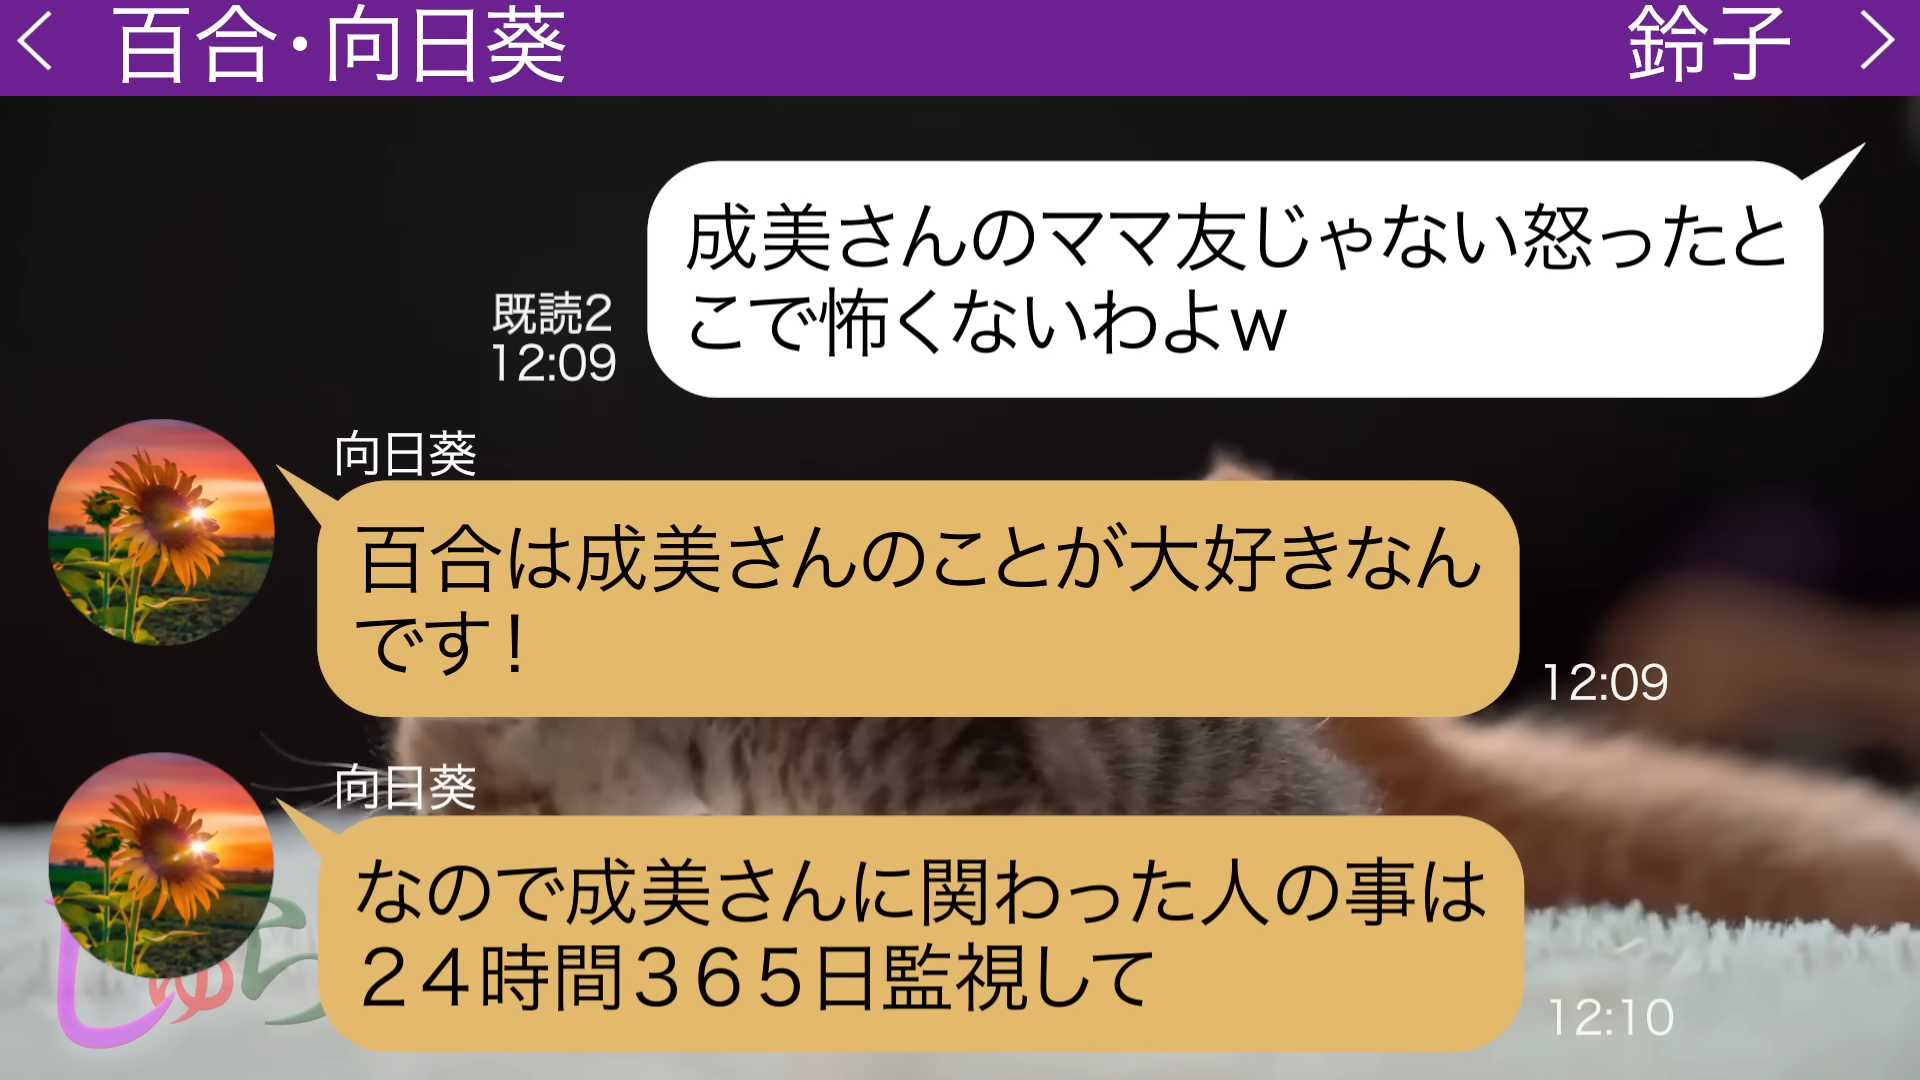 百合・向日葵
鈴子
成美さんのママ友じゃない怒ったと
こで怖くないわよw
既読2
12:09
向日葵
百合は成美さんのことが大好きなん
です！
12:09
向日葵
なので成美さんに関わった人の事は
２４時間３６５日監視して
12:10
しゅら